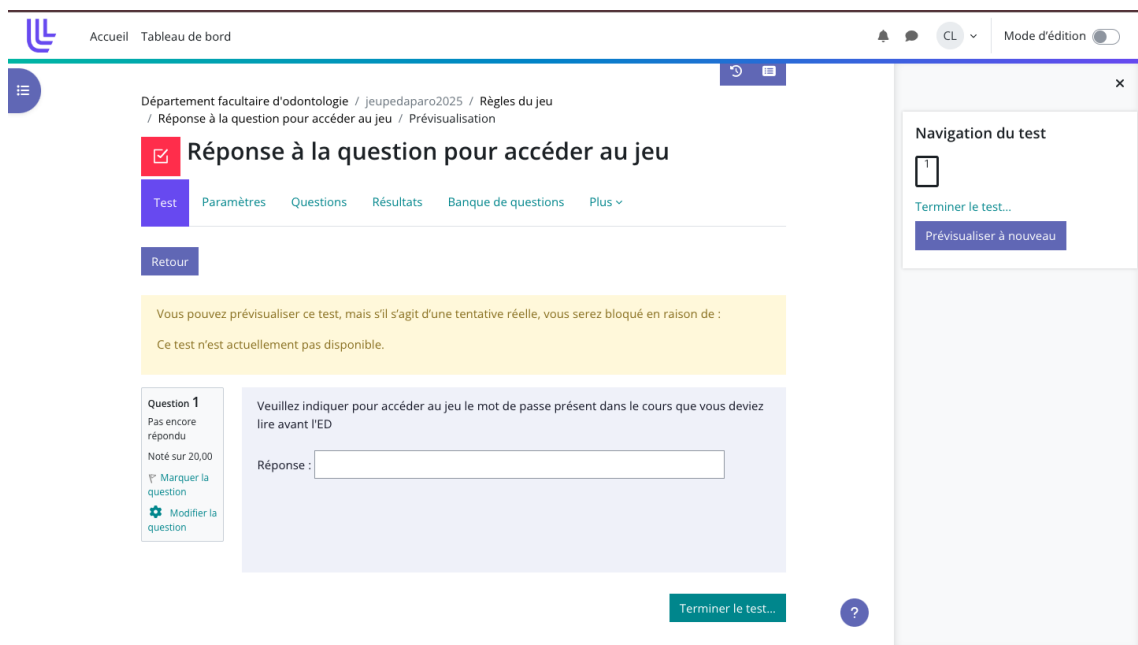 Accueil Tableau de bord
CL
Mode d'édition
Département facultaire d'odontologie / jeupedaparo2025 / Règles du jeu
/ Réponse à la question pour accéder au jeu / Prévisualisation
Réponse à la question pour accéder au jeu
Test Paramètres Questions Résultats Banque de questions Plus
Retour
Vous pouvez prévisualiser ce test, mais s’il s’agit d’une tentative réelle, vous serez bloqué en raison de :
Ce test n’est actuellement pas disponible.
Question 1
Pas encore
répondu
Noté sur 20,00
Marquer la
question
Modifier la
question
Veuillez indiquer pour accéder au jeu le mot de passe présent dans le cours que vous deviez
lire avant l'ED
Réponse :
Terminer le test…
Navigation du test
1
Terminer le test…
Prévisualiser à nouveau
?